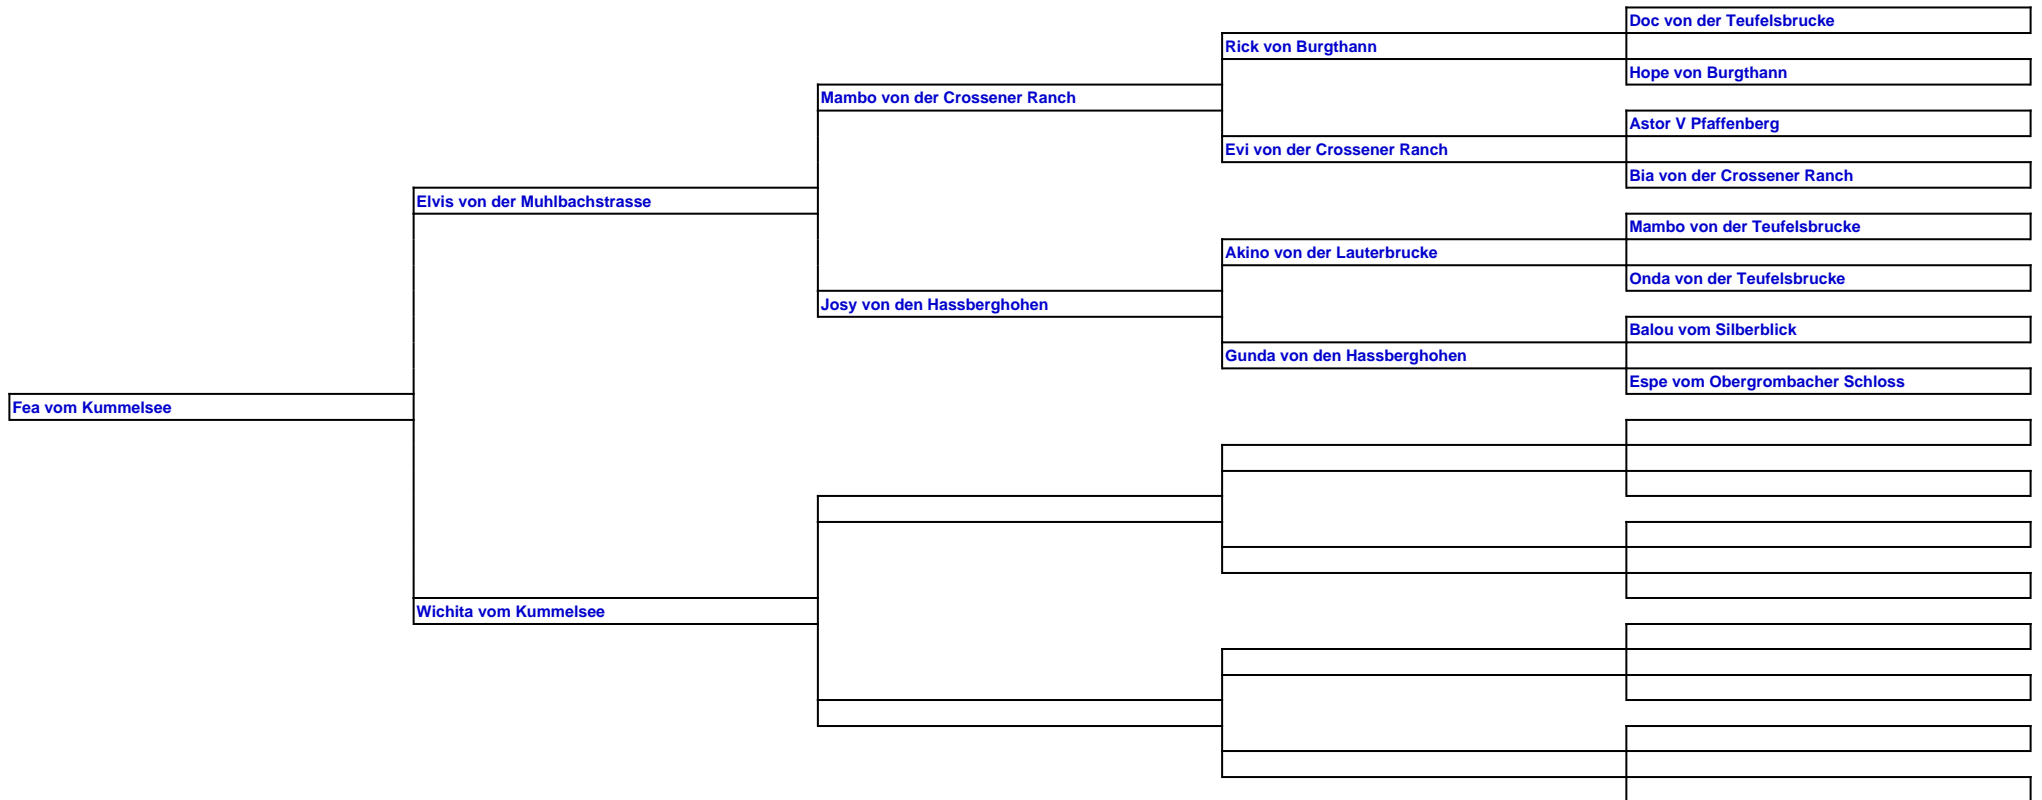 Doc von der Teufelsbrucke
Rick von Burgthann
Hope von Burgthann
Mambo von der Crossener Ranch
Astor V Pfaffenberg
Evi von der Crossener Ranch
Bia von der Crossener Ranch
Elvis von der Muhlbachstrasse
Mambo von der Teufelsbrucke
Akino von der Lauterbrucke
Onda von der Teufelsbrucke
Josy von den Hassberghohen
Balou vom Silberblick
Gunda von den Hassberghohen
Espe vom Obergrombacher Schloss
Fea vom Kummelsee
Wichita vom Kummelsee